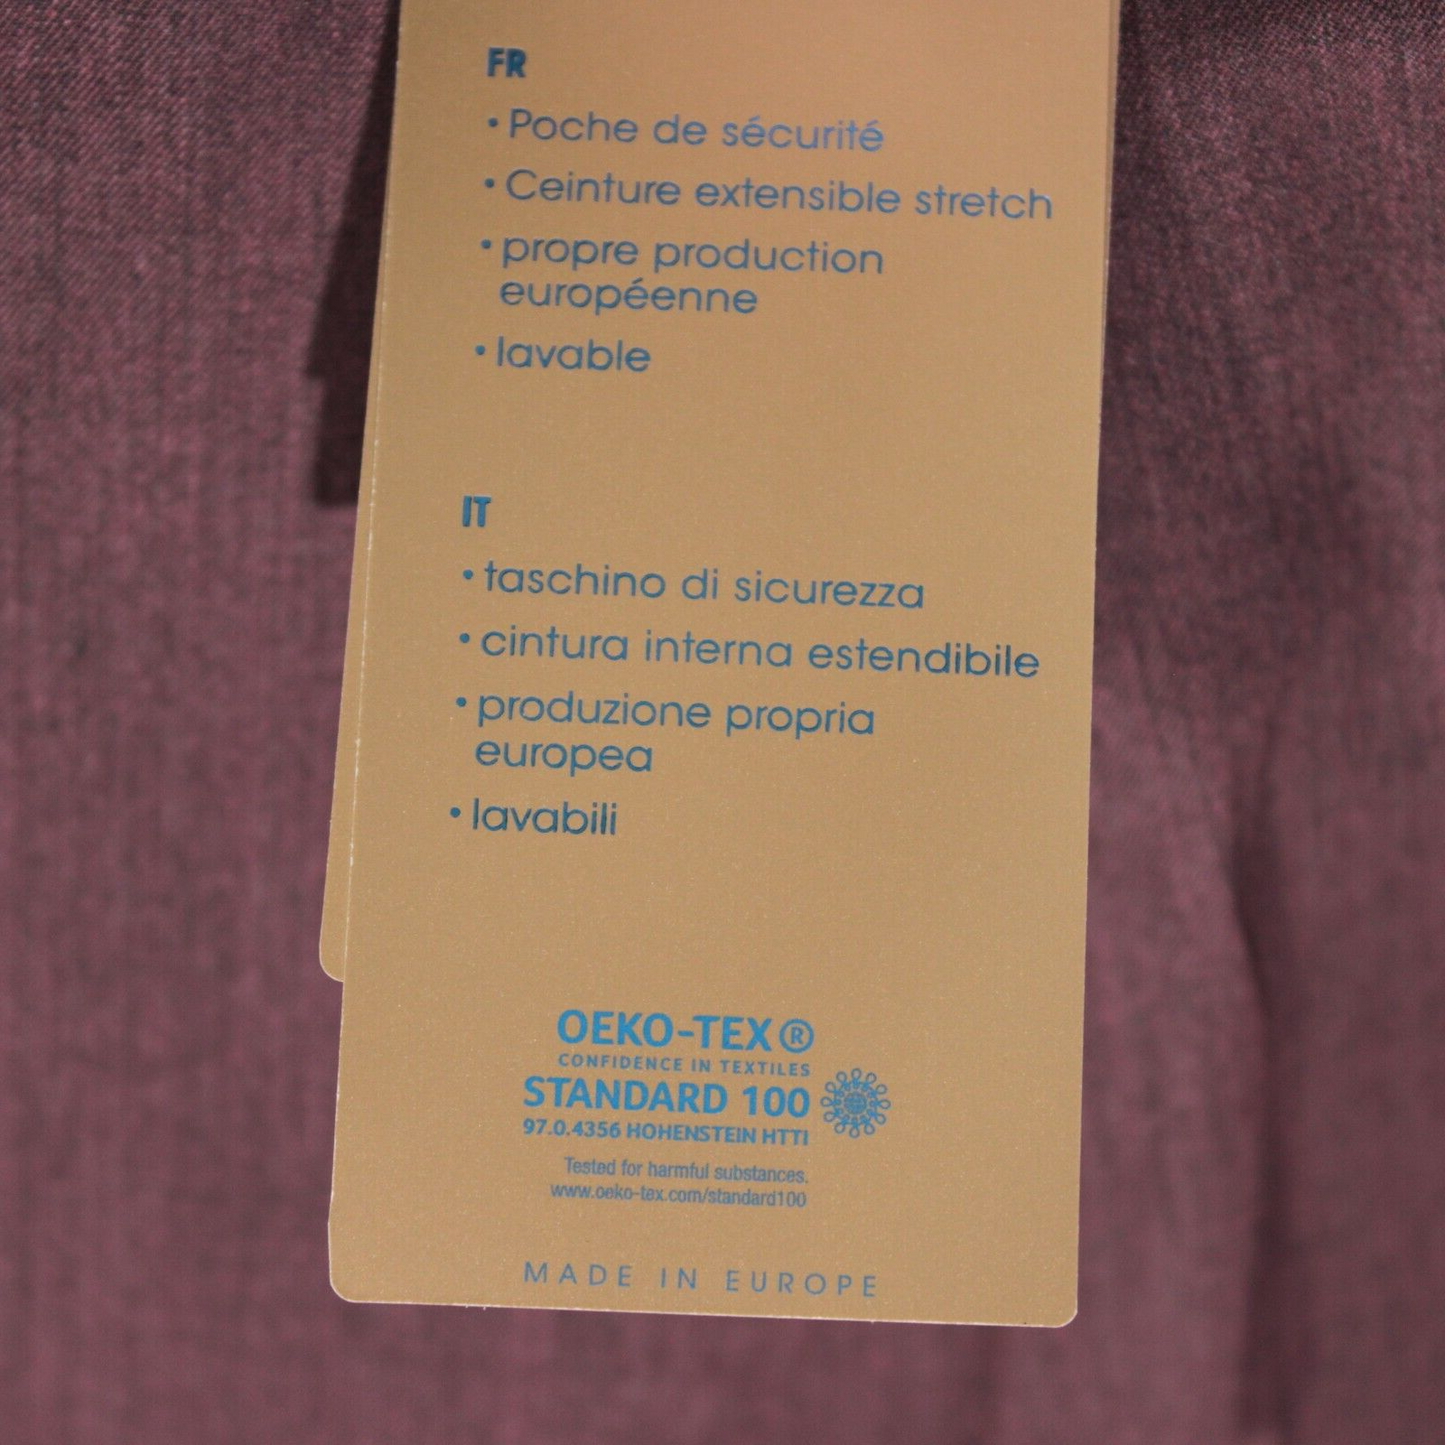 FR
• Poche de sécurité
• Ceinture extensible stretch
• propre production
européenne
• lavable
IT
• taschino di sicurezza
• cintura interna estendibile
• produzione propria
europea
• lavabili
OEKO-TEX®
CONFIDENCE IN TEXTILES
STANDARD 100
97.0.4356 HOHENSTEIN HTTI
Tested for harmful substances.
www.oeko-tex.com/standard100
MADE IN EUROPE